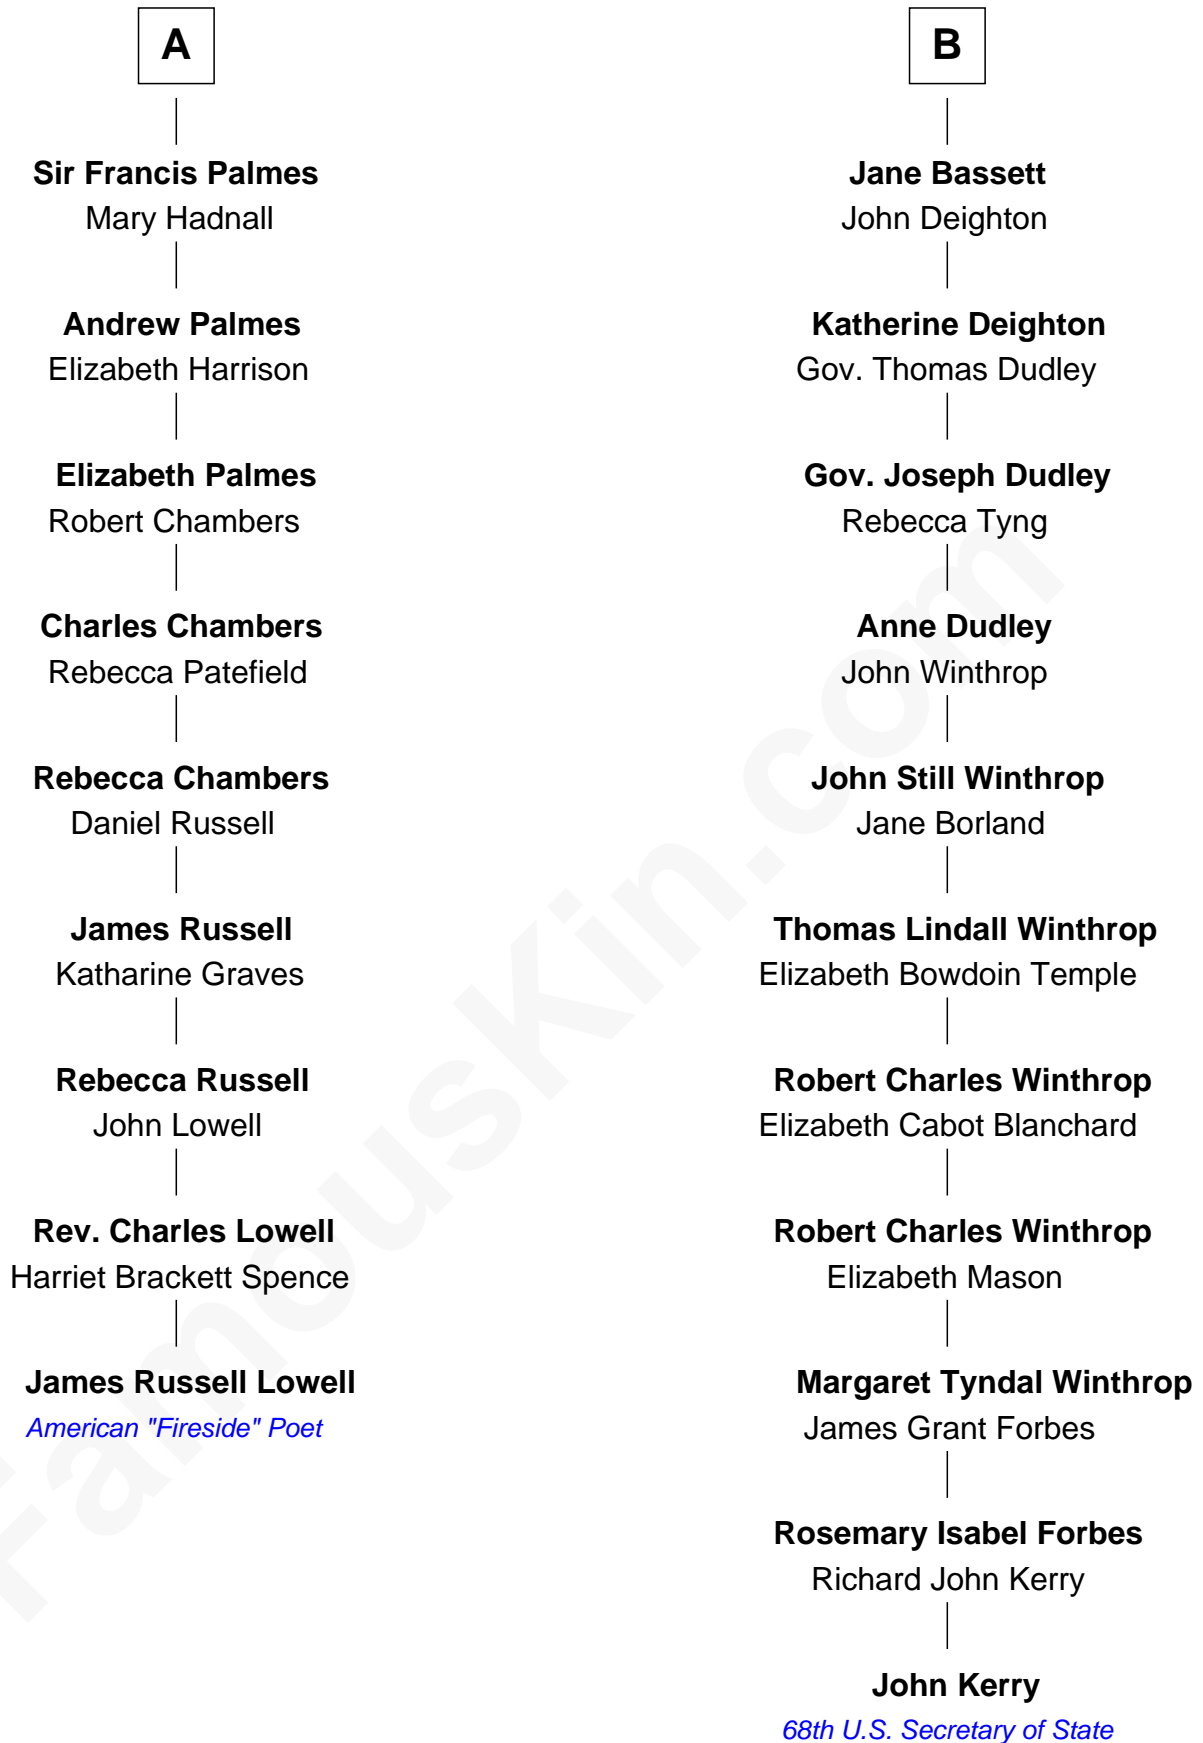 A
Sir Francis Palmes
Mary Hadnall
Andrew Palmes
Elizabeth Harrison
Elizabeth Palmes
Robert Chambers
Charles Chambers
Rebecca Patefield
Rebecca Chambers
Daniel Russell
James Russell
Katharine Graves
Rebecca Russell
John Lowell
Rev. Charles Lowell
Harriet Brackett Spence
James Russell Lowell
American "Fireside" Poet
B
Jane Bassett
John Deighton
Katherine Deighton
Gov. Thomas Dudley
Gov. Joseph Dudley
Rebecca Tyng
Anne Dudley
John Winthrop
John Still Winthrop
Jane Borland
Thomas Lindall Winthrop
Elizabeth Bowdoin Temple
Robert Charles Winthrop
Elizabeth Cabot Blanchard
Robert Charles Winthrop
Elizabeth Mason
Margaret Tyndal Winthrop
James Grant Forbes
Rosemary Isabel Forbes
Richard John Kerry
John Kerry
68th U.S. Secretary of State
FamousKin.com